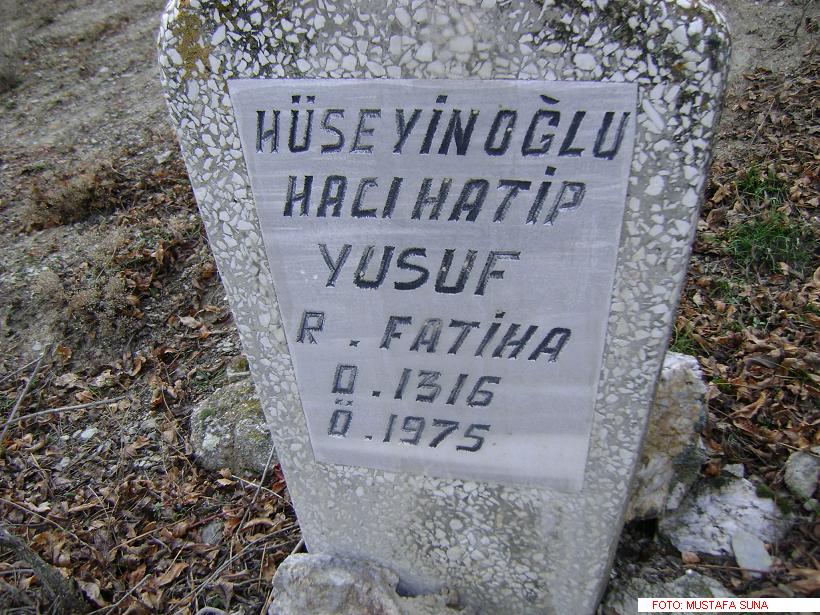 HÜSEYİNOĞLU
HACI HATİP
YUSUF
R . FATİHA
D . 1316
Ö . 1975
FOTO: MUSTAFA SUNA